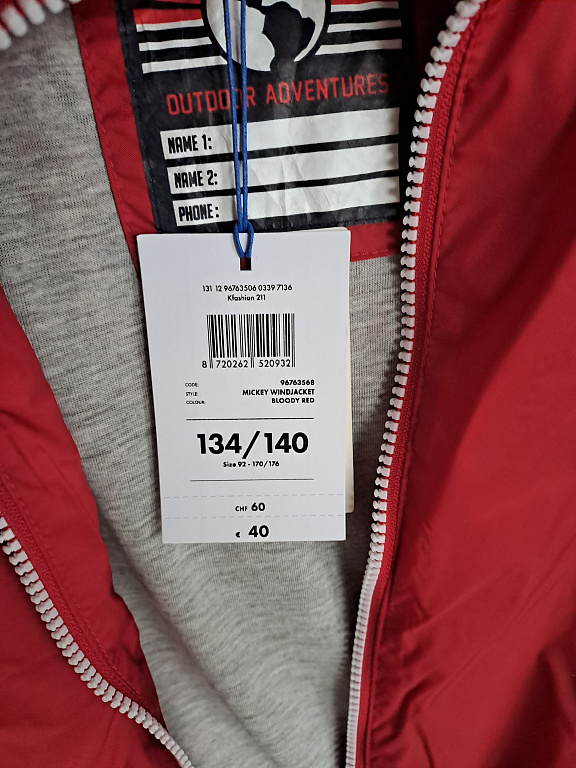 OUTDOOR ADVENTURES
NAME 1:
NAME 2:
PHONE:
131 12 96763506 0339 7136
Kfashion 211
8 720262 520932
CODE: 96763568
STYLE: MICKEY WINDJACKET
COLOUR: BLOODY RED
134/140
Size 92 - 170/176
CHF 60
€ 40